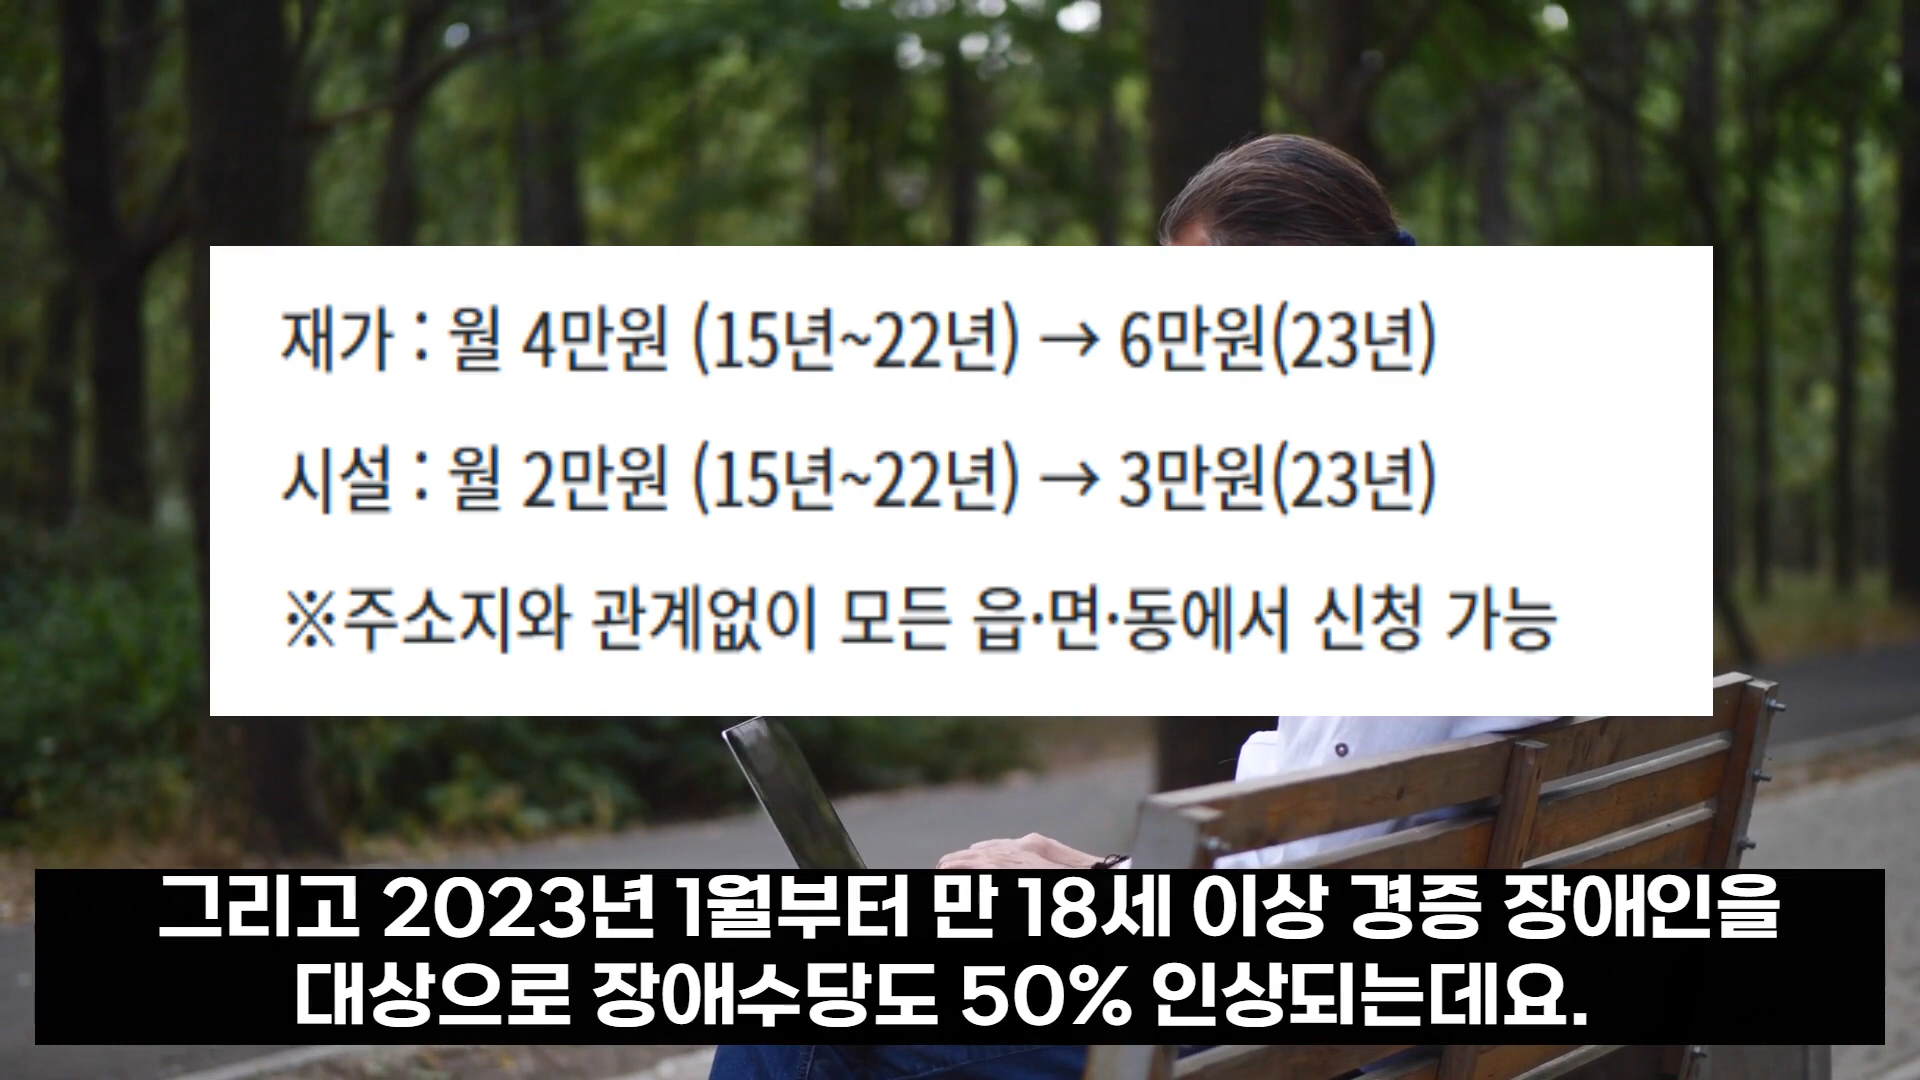 재가 : 월 4만원 (15년~22년) → 6만원(23년)
시설 : 월 2만원 (15년~22년) → 3만원(23년)
※주소지와 관계없이 모든 읍·면·동에서 신청 가능
그리고 2023년 1월부터 만 18세 이상 경증 장애인을
대상으로 장애수당도 50% 인상되는데요.